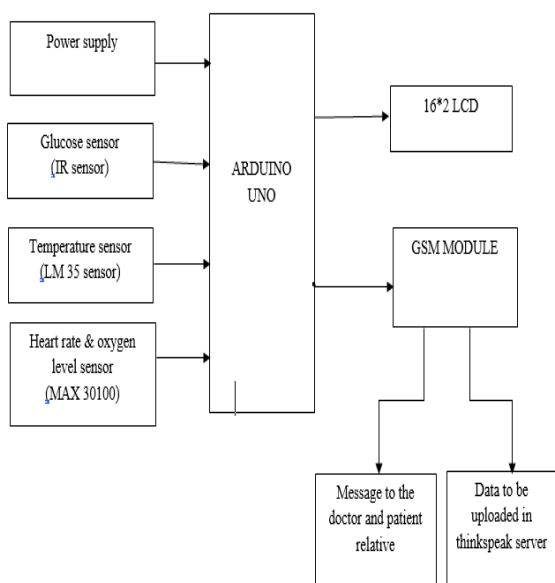 Power supply
Glucose sensor
(IR sensor)
Temperature sensor
(LM 35 sensor)
Heart rate & oxygen
level sensor
(MAX 30100)
ARDUINO
UNO
16*2 LCD
GSM MODULE
Message to the
doctor and patient
relative
Data to be
uploaded in
thinkspeak server